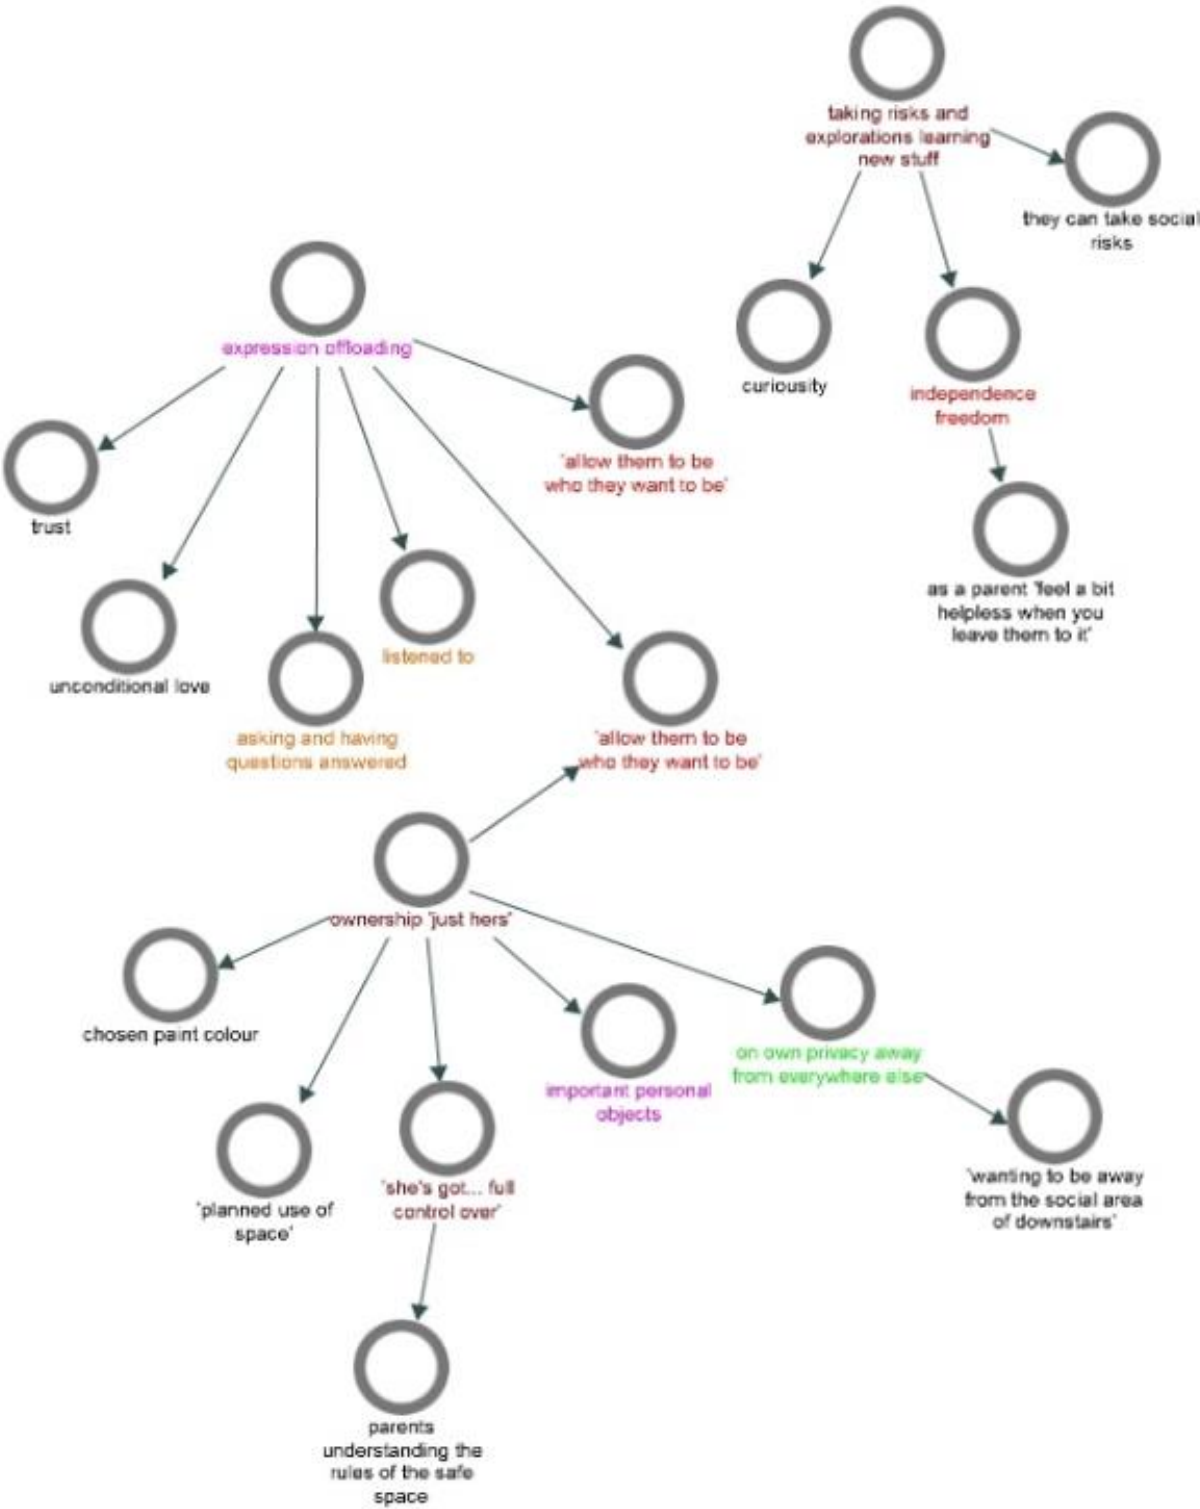 taking risks and
explorations learning
new stuff
they can take social
risks
expression offloading
curiousity
independence
freedom
'allow them to be
who they want to be'
trust
as a parent 'feel a bit
helpless when you
leave them to it'
listened to
unconditional love
asking and having
questions answered
'allow them to be
who they want to be'
ownership 'just hers'
chosen paint colour
on own privacy away
from everywhere else
important personal
objects
'she's got... full
control over'
'planned use of
space'
'wanting to be away
from the social area
of downstairs'
parents
understanding the
rules of the safe
space